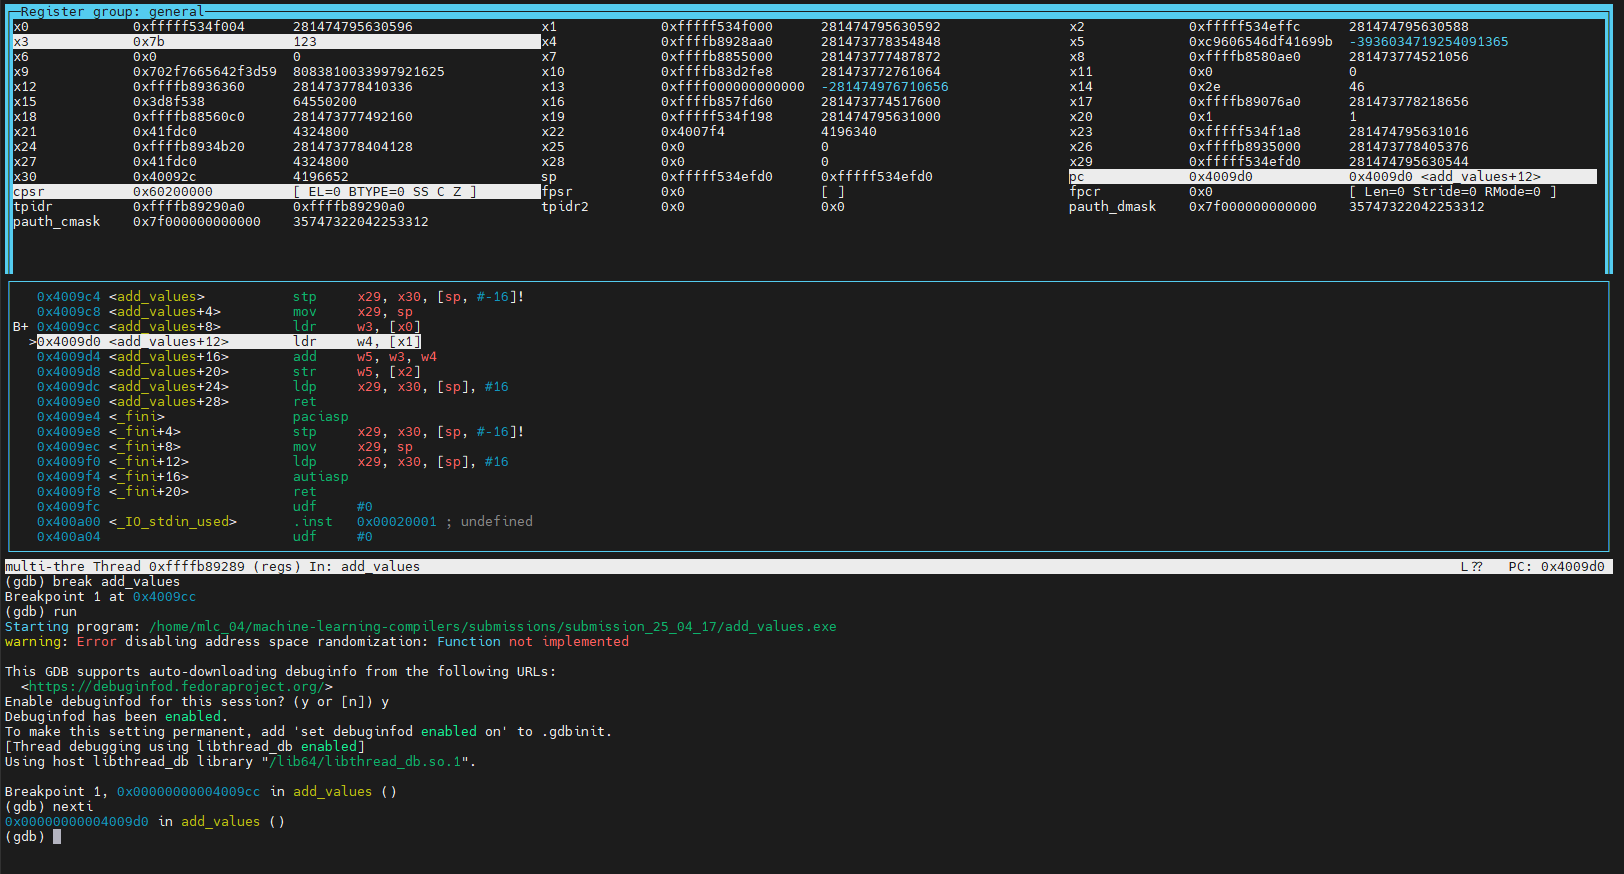 Register group: general
x0 0xfffff534f004 281474795630596 x1 0xfffff534f000 281474795630592 x2 0xfffff534effc 281474795630588
x3 0x7b 123 x4 0xffffb8928aa0 281473778354848 x5 0xc9606546df41699b -3936034719254091365
x6 0x0 0 x7 0xffffb8855000 281473777487872 x8 0xffffb8580ae0 281473774521056
x9 0x702f7665642f3d59 8083810033997921625 x10 0xffffb83d2fe8 281473772761064 x11 0x0 0
x12 0xffffb8936360 281473778410336 x13 0xffff000000000000 -281474976710656 x14 0x2e 46
x15 0x3d8f538 64550200 x16 0xffffb857fd60 281473774517600 x17 0xffffb89076a0 281473778218656
x18 0xffffb88560c0 281473777492160 x19 0xfffff534f198 281474795631000 x20 0x1 1
x21 0x41fdc0 4324800 x22 0x4007f4 4196340 x23 0xfffff534f1a8 281474795631016
x24 0xffffb8934b20 281473778404128 x25 0x0 0 x26 0xffffb8935000 281473778405376
x27 0x41fdc0 4324800 x28 0x0 0 x29 0xfffff534efd0 281474795630544
x30 0x40092c 4196652 sp 0xfffff534efd0 0xfffff534efd0 pc 0x4009d0 0x4009d0 <add_values+12>
cpsr 0x60200000 [ EL=0 BTYPE=0 SS C Z ] fpsr 0x0 [ ] fpcr 0x0 [ Len=0 Stride=0 RMode=0 ]
tpidr 0xffffb89290a0 0xffffb89290a0 tpidr2 0x0 0x0 pauth_dmask 0x7f000000000000 35747322042253312
pauth_cmask 0x7f000000000000 35747322042253312
0x4009c4 <add_values> stp x29, x30, [sp, #-16]!
0x4009c8 <add_values+4> mov x29, sp
B+ 0x4009cc <add_values+8> ldr w3, [x0]
>0x4009d0 <add_values+12> ldr w4, [x1]
0x4009d4 <add_values+16> add w5, w3, w4
0x4009d8 <add_values+20> str w5, [x2]
0x4009dc <add_values+24> ldp x29, x30, [sp], #16
0x4009e0 <add_values+28> ret
0x4009e4 <_fini> paciasp
0x4009e8 <_fini+4> stp x29, x30, [sp, #-16]!
0x4009ec <_fini+8> mov x29, sp
0x4009f0 <_fini+12> ldp x29, x30, [sp], #16
0x4009f4 <_fini+16> autiasp
0x4009f8 <_fini+20> ret
0x4009fc udf #0
0x400a00 <_IO_stdin_used> .inst 0x00020001 ; undefined
0x400a04 udf #0
multi-thre Thread 0xffffb89289 (regs) In: add_values L?? PC: 0x4009d0
(gdb) break add_values
Breakpoint 1 at 0x4009cc
(gdb) run
Starting program: /home/mlc_04/machine-learning-compilers/submissions/submission_25_04_17/add_values.exe
warning: Error disabling address space randomization: Function not implemented
This GDB supports auto-downloading debuginfo from the following URLs:
<https://debuginfod.fedoraproject.org/>
Enable debuginfod for this session? (y or [n]) y
Debuginfod has been enabled.
To make this setting permanent, add 'set debuginfod enabled on' to .gdbinit.
[Thread debugging using libthread_db enabled]
Using host libthread_db library "/lib64/libthread_db.so.1".
Breakpoint 1, 0x00000000004009cc in add_values ()
(gdb) nexti
0x00000000004009d0 in add_values ()
(gdb)